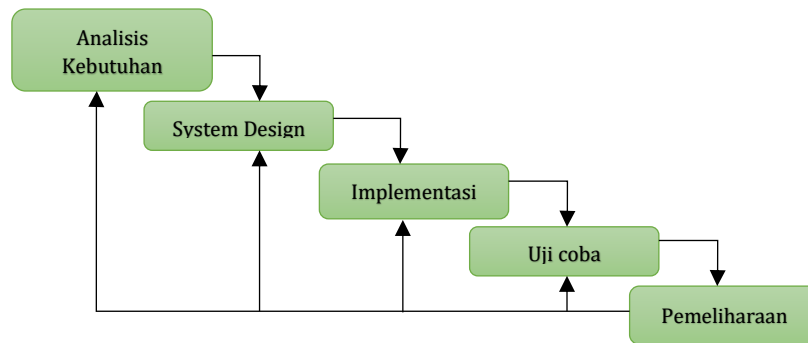 Analisis
Kebutuhan
System Design
Implementasi
Uji coba
Pemeliharaan